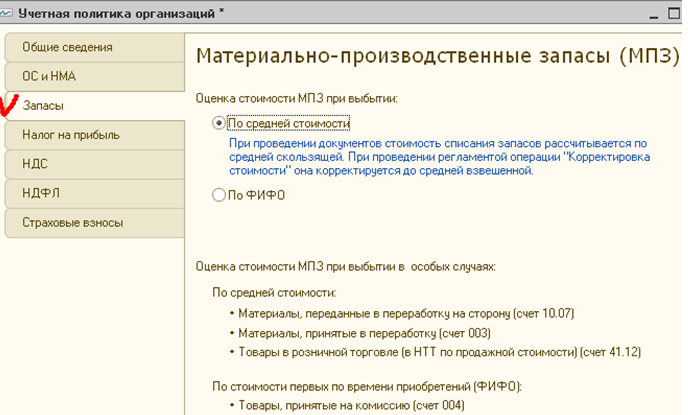 Учетная политика организаций *
Общие сведения
ОС и НМА
Запасы
Налог на прибыль
НДС
НДФЛ
Страховые взносы
Материально-производственные запасы (МПЗ)
Оценка стоимости МПЗ при выбытии:
По средней стоимости
При проведении документов стоимость списания запасов рассчитывается по
средней скользящей. При проведении регламентой операции "Корректировка
стоимости" она корректируется до средней взвешенной.
По ФИФО
Оценка стоимости МПЗ при выбытии в особых случаях:
По средней стоимости:
• Материалы, переданные в переработку на сторону (счет 10.07)
• Материалы, принятые в переработку (счет 003)
• Товары в розничной торговле (в НТТ по продажной стоимости) (счет 41.12)
По стоимости первых по времени приобретений (ФИФО):
• Товары, принятые на комиссию (счет 004)